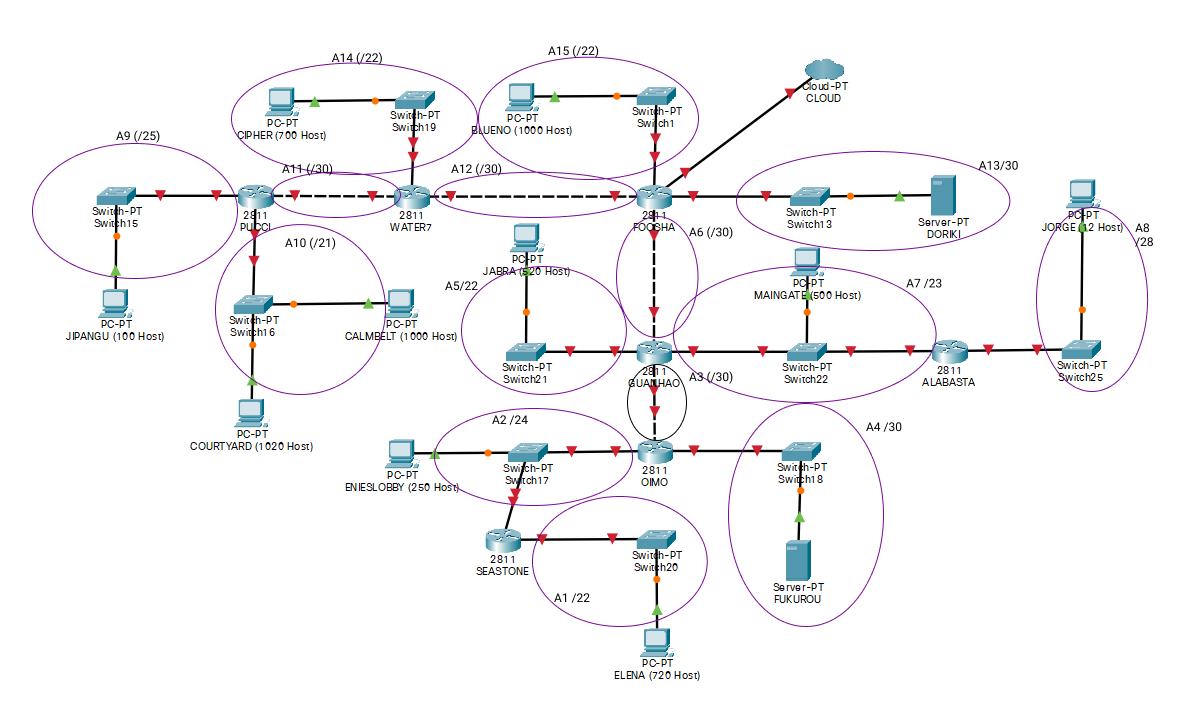 A14 (/22)
A15 (/22)
Cloud-PT
CLOUD
PC-PT
CIPHER (700 Host)
Switch-PT
Switch19
PC-PT
BLUENO (1000 Host)
Switch-PT
Switch1
A9 (/25)
A11 (/30)
A12 (/30)
A13/30
Switch-PT
Switch15
2811
PUCCI
2811
WATER7
2811
FOOSHA
Switch-PT
Switch13
Server-PT
DORIKI
PC-PT
JORGE (12 Host)
A8
/28
A10 (/21)
A6 (/30)
PC-PT
JABRA (520 Host)
A5/22
PC-PT
MAINGATE (500 Host)
A7 /23
PC-PT
JIPANGU (100 Host)
Switch-PT
Switch16
PC-PT
CALMBELT (1000 Host)
Switch-PT
Switch21
2811
GUANHAO
A3 (/30)
Switch-PT
Switch22
2811
ALABASTA
Switch-PT
Switch25
PC-PT
COURTYARD (1020 Host)
A2 /24
A4 /30
PC-PT
ENIESLOBBY (250 Host)
Switch-PT
Switch17
2811
OIMO
Switch-PT
Switch18
2811
SEASTONE
Switch-PT
Switch20
A1 /22
Server-PT
FUKUROU
PC-PT
ELENA (720 Host)